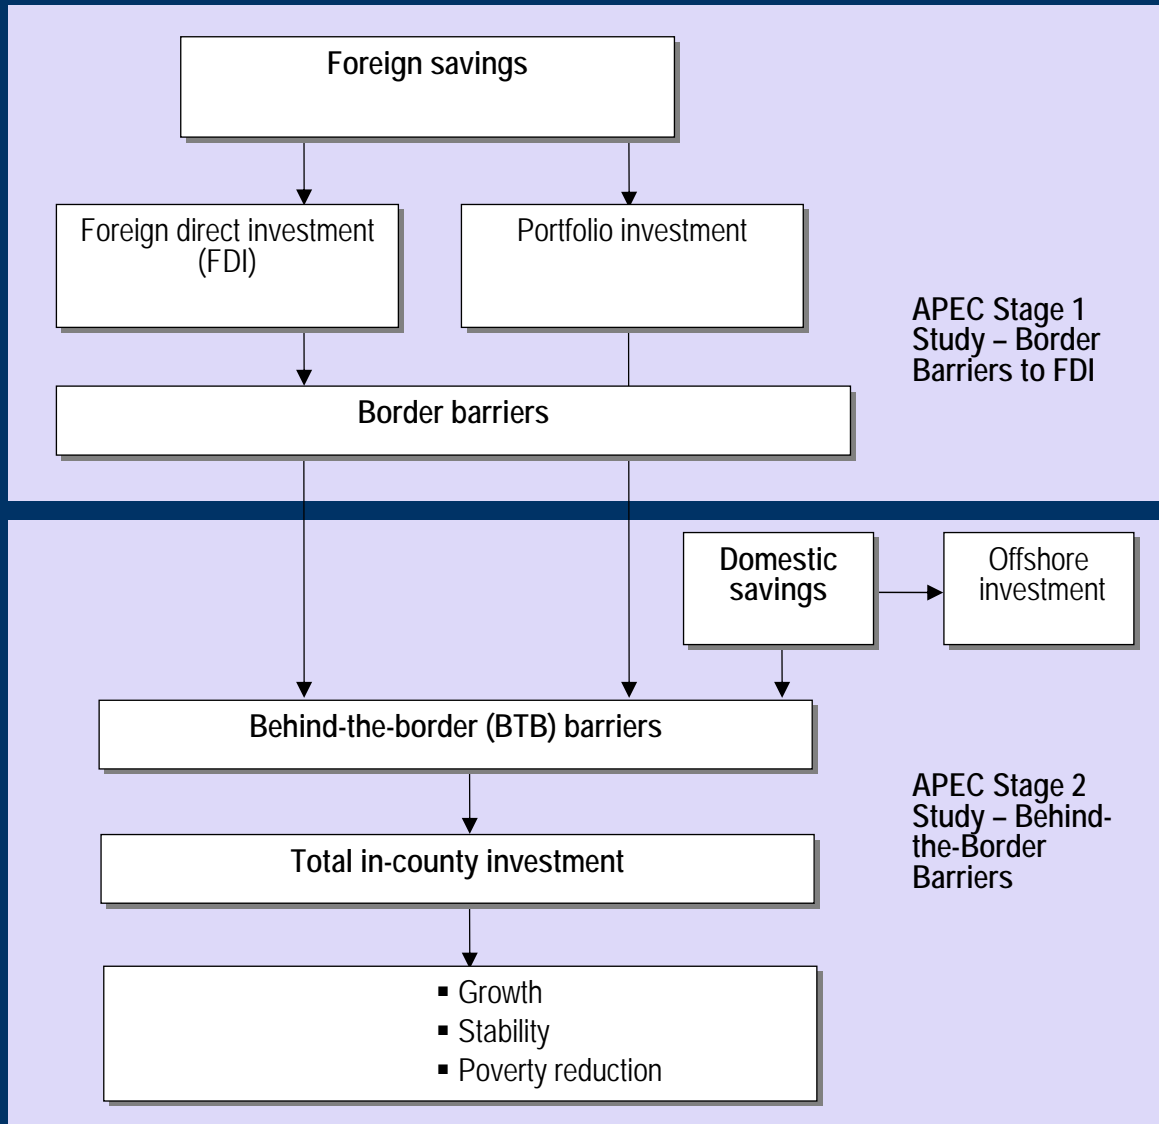 Foreign savings
Foreign direct investment
(FDI)
Portfolio investment
APEC Stage 1
Study – Border
Barriers to FDI
Border barriers
Domestic
savings
Offshore
investment
Behind-the-border (BTB) barriers
APEC Stage 2
Study – Behind-
the-Border
Barriers
Total in-county investment
▪ Growth
▪ Stability
▪ Poverty reduction